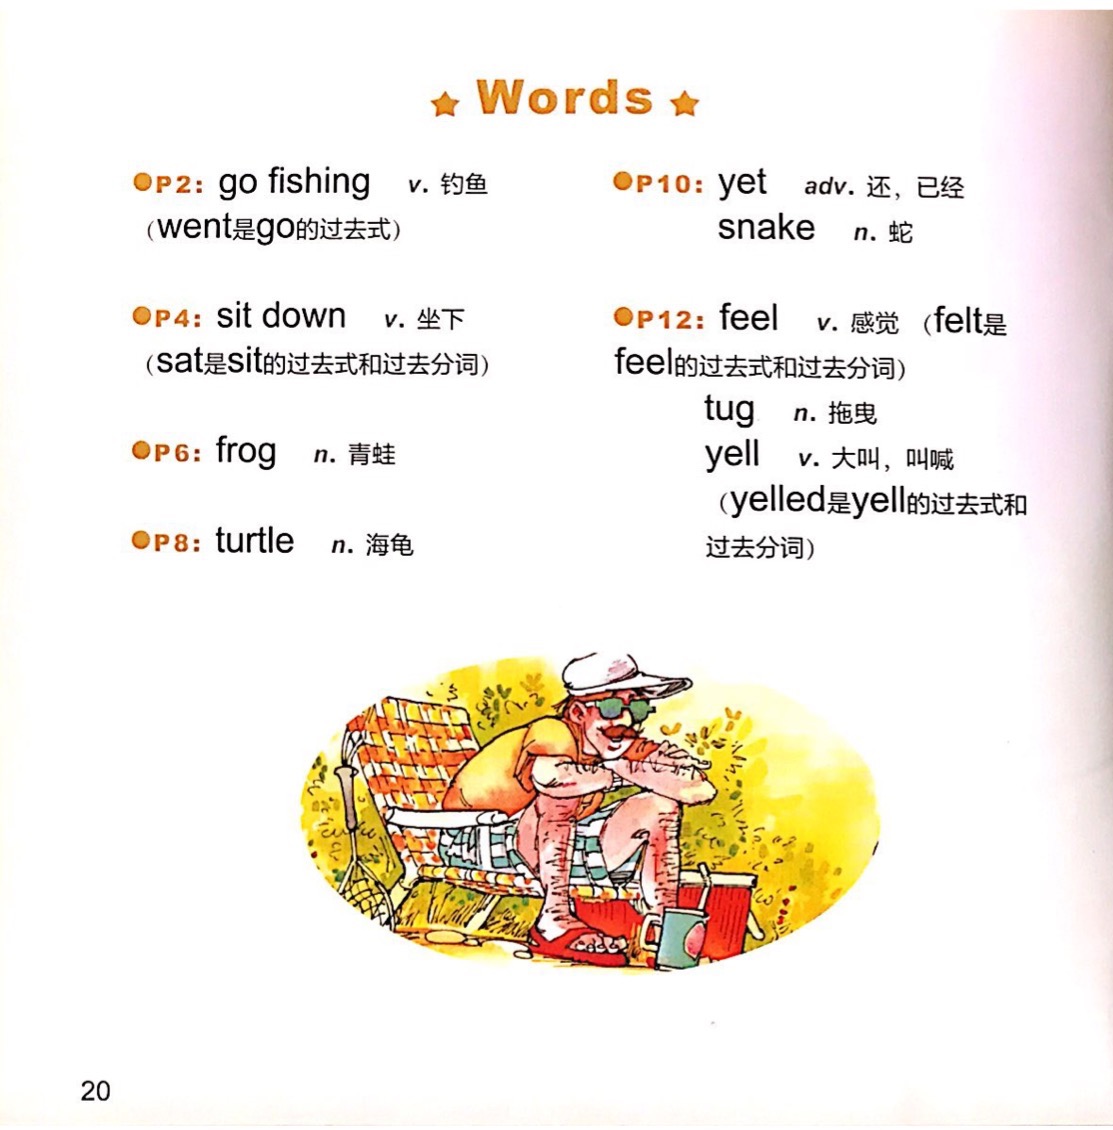 Words
P2: go fishing v. 钓鱼
（went是go的过去式）
P4: sit down v. 坐下
（sat是sit的过去式和过去分词）
P6: frog n. 青蛙
P8: turtle n. 海龟
P10: yet adv. 还，已经
snake n. 蛇
P12: feel v. 感觉 （felt是
feel的过去式和过去分词）
tug n. 拖曳
yell v. 大叫，叫喊
（yelled是yell的过去式和
过去分词）
20